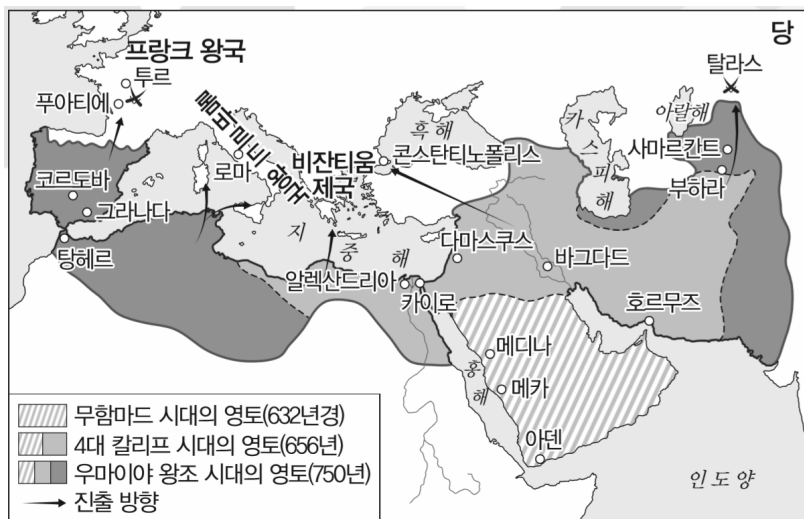 당
프랑크 왕국
투르
푸아티에
탈라스
아랄해
카스피해
흑해
롬바르디아 왕국
비잔티움
제국
콘스탄티노폴리스
사마르칸트
부하라
로마
코르도바
그라나다
지중해
다마스쿠스
바그다드
탕헤르
알렉산드리아
카이로
호르무즈
메디나
홍해
메카
아덴
인도양
무함마드 시대의 영토(632년경)
4대 칼리프 시대의 영토(656년)
우마이야 왕조 시대의 영토(750년)
진출 방향